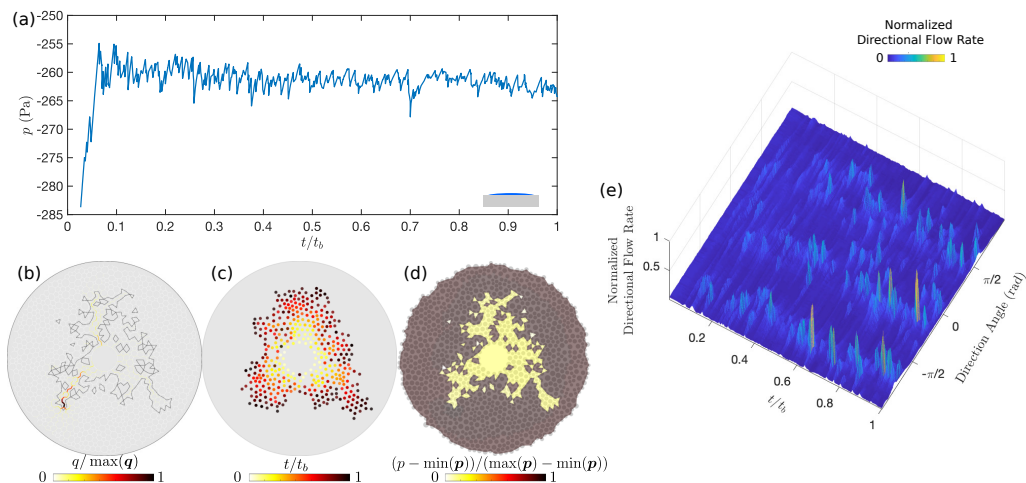 (a)
-250
-255
-260
-265
-270
-275
-280
-285
p (Pa)
0 0.1 0.2 0.3 0.4 0.5 0.6 0.7 0.8 0.9 1
t/t_b
(b)
q/ max(q)
0 1
(c)
t/t_b
0 1
(d)
(p − min(p))/(max(p) − min(p))
0 1
Normalized
Directional Flow Rate
0 1
(e)
Normalized
Directional Flow Rate
1
0.5
0.2
0.4
0.6
0.8
1
t/t_b
π/2
0
-π/2
Direction Angle (rad)